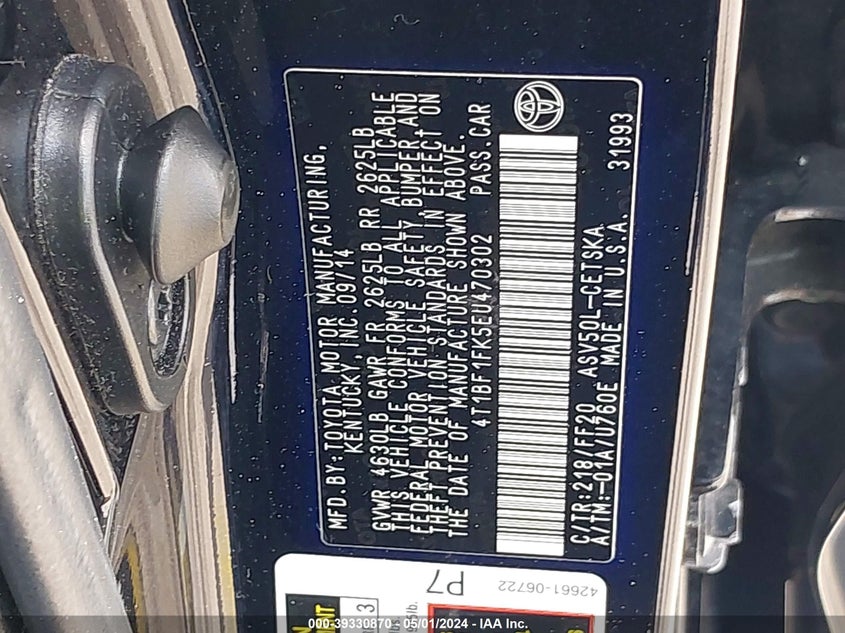 MFD.BY:TOYOTA MOTOR MANUFACTURING,
KENTUCKY, INC.09/14
GVWR 4630LB GAWR FR 2625LB RR 2625LB
THIS VEHICLE CONFORMS TO ALL APPLICABLE
FEDERAL MOTOR VEHICLE SAFETY,BUMPER,AND
THEFT PREVENTION STANDARDS IN EFFECT ON
THE DATE OF MANUFACTURE SHOWN ABOVE.
4T1BF1FK5EU470302 PASS.CAR
C/TR:218/FF20 ASV50L-CETSKA
A/TM:-01A/U760E MADE IN U.S.A. 31993
P7
42661-06722
3
lb.
000-39330870 - 05/01/2024 - IAA Inc.